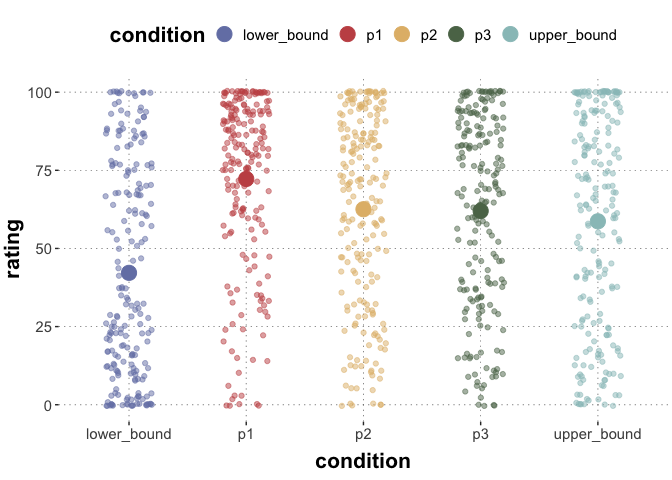 condition lower_bound p1 p2 p3 upper_bound
100
75
50
25
0
rating
lower_bound p1 p2 p3 upper_bound
condition